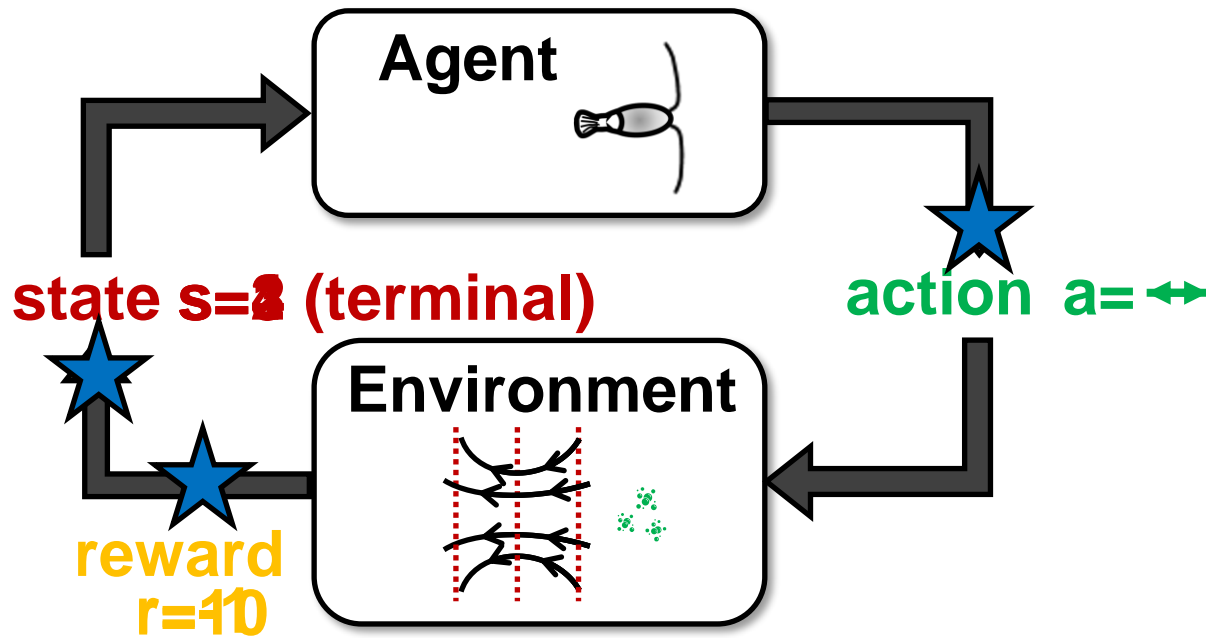 Agent
state s= (terminal)
action a= ↔
Environment
reward
r=